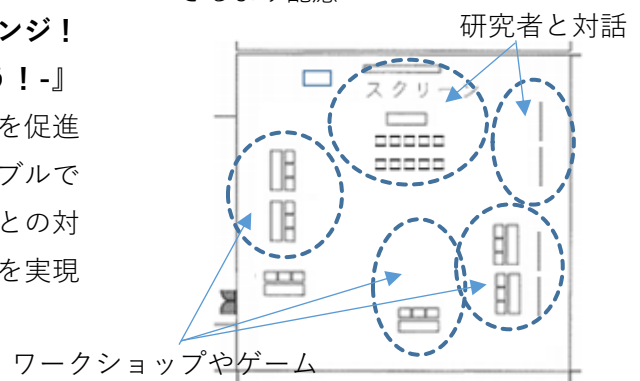 ンジ!
う!-』
を促進
ブルで
との対
を実現
研究者と対話
スクリーン
ワークショップやゲーム